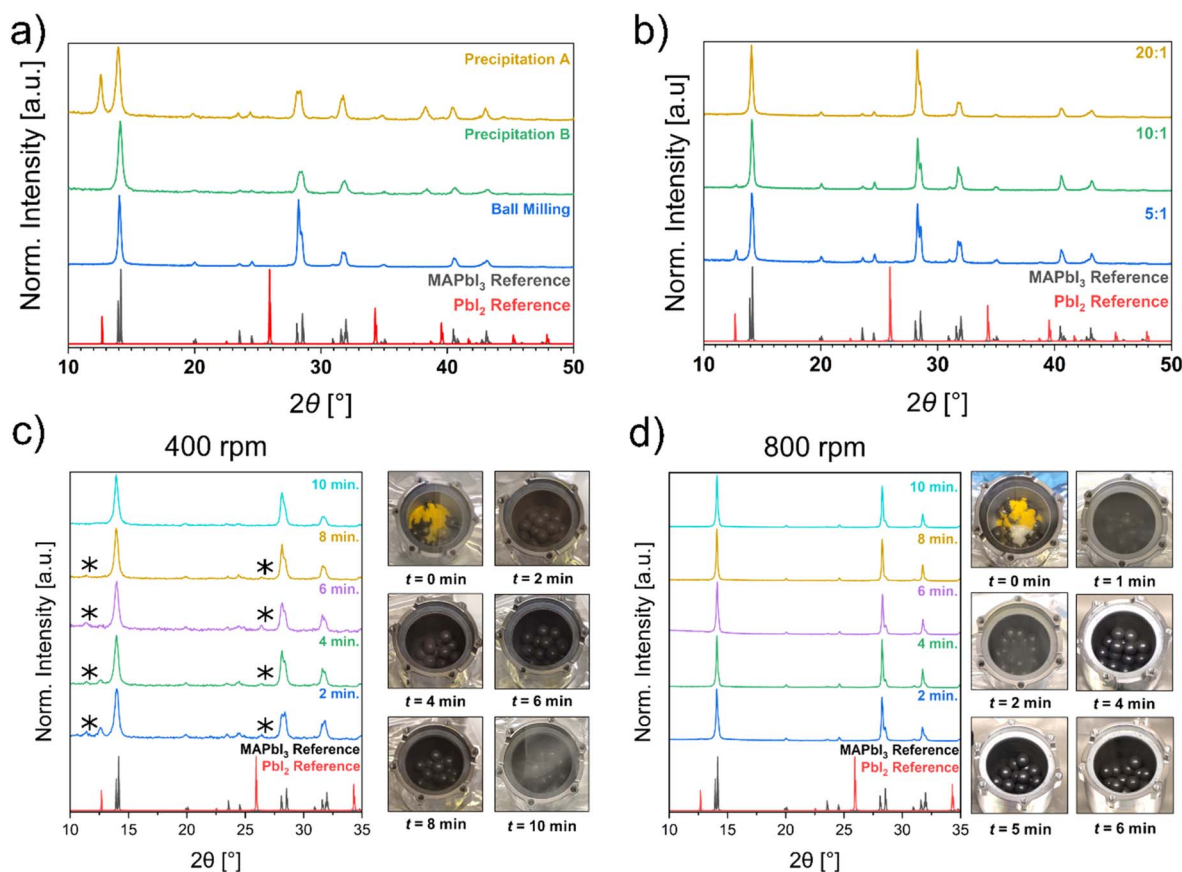 a)
Norm. Intensity [a.u.]
Precipitation A
Precipitation B
Ball Milling
MAPbI₃ Reference
PbI₂ Reference
10 20 30 40 50
2θ [°]
b)
Norm. Intensity [a.u]
20:1
10:1
5:1
MAPbI₃ Reference
PbI₂ Reference
10 20 30 40 50
2θ [°]
c)
400 rpm
Norm. Intensity [a.u.]
10 min.
8 min.
* *
6 min.
* *
4 min.
* *
2 min.
* *
MAPbI₃ Reference
PbI₂ Reference
10 15 20 25 30 35
2θ [°]
t = 0 min t = 2 min
t = 4 min t = 6 min
t = 8 min t = 10 min
d)
800 rpm
Norm. Intensity [a.u.]
10 min.
8 min.
6 min.
4 min.
2 min.
MAPbI₃ Reference
PbI₂ Reference
10 15 20 25 30 35
2θ [°]
t = 0 min t = 1 min
t = 2 min t = 4 min
t = 5 min t = 6 min